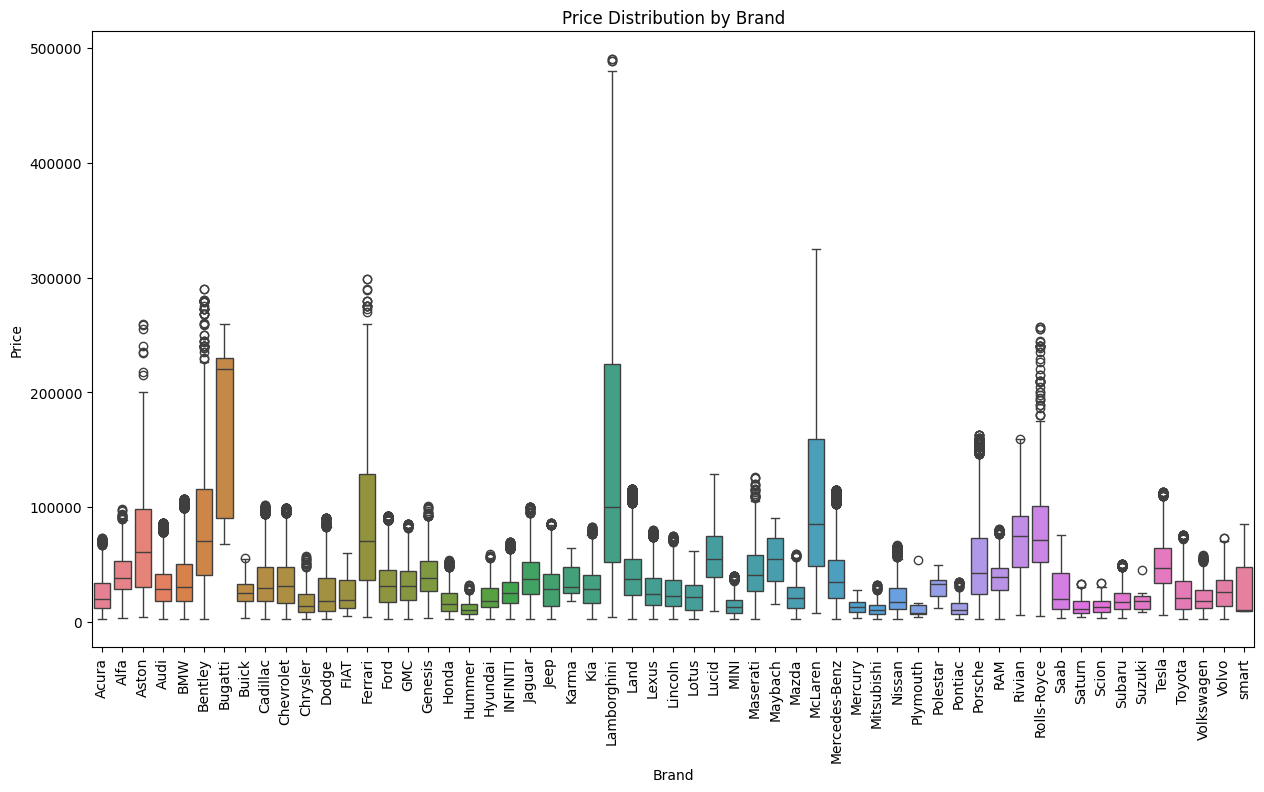 Price Distribution by Brand
500000
400000
300000
200000
100000
0
Price
Acura
Alfa
Aston
Audi
BMW
Bentley
Bugatti
Buick
Cadillac
Chevrolet
Chrysler
Dodge
FIAT
Ferrari
Ford
GMC
Genesis
Honda
Hummer
Hyundai
INFINITI
Jaguar
Jeep
Karma
Kia
Lamborghini
Land
Lexus
Lincoln
Lotus
Lucid
MINI
Maserati
Maybach
Mazda
McLaren
Mercedes-Benz
Mercury
Mitsubishi
Nissan
Plymouth
Polestar
Pontiac
Porsche
RAM
Rivian
Rolls-Royce
Saab
Saturn
Scion
Subaru
Suzuki
Tesla
Toyota
Volkswagen
Volvo
smart
Brand